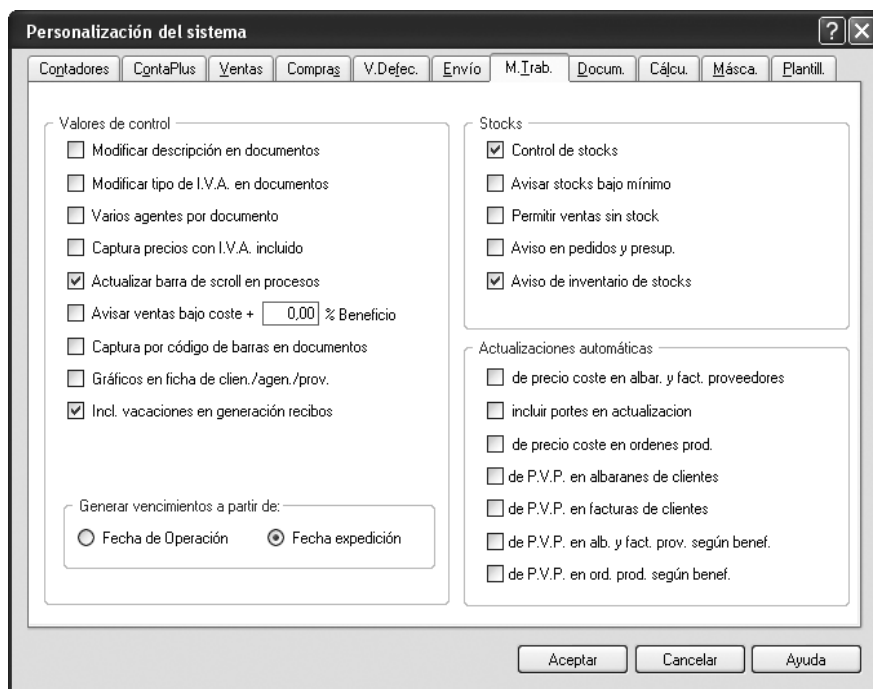 Personalización del sistema
Contadores
ContaPlus
Ventas
Compras
V.Defec.
Envío
M.Trab.
Docum.
Cálcu.
Másca.
Plantill.
Valores de control
Modificar descripción en documentos
Modificar tipo de I.V.A. en documentos
Varios agentes por documento
Captura precios con I.V.A. incluido
Actualizar barra de scroll en procesos
Avisar ventas bajo coste + 0,00 % Beneficio
Captura por código de barras en documentos
Gráficos en ficha de clien./agen./prov.
Incl. vacaciones en generación recibos
Generar vencimientos a partir de:
Fecha de Operación
Fecha expedición
Stocks
Control de stocks
Avisar stocks bajo mínimo
Permitir ventas sin stock
Aviso en pedidos y presup.
Aviso de inventario de stocks
Actualizaciones automáticas
de precio coste en albar. y fact. proveedores
incluir portes en actualizacion
de precio coste en ordenes prod.
de P.V.P. en albaranes de clientes
de P.V.P. en facturas de clientes
de P.V.P. en alb. y fact. prov. según benef.
de P.V.P. en ord. prod. según benef.
Aceptar
Cancelar
Ayuda